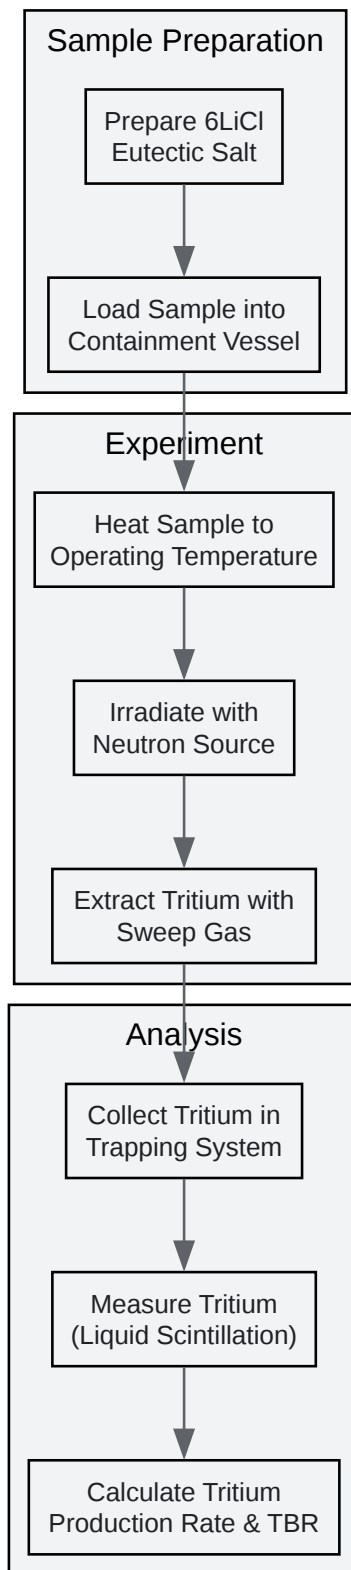 Sample Preparation
Prepare 6LiCl
Eutectic Salt
Load Sample into
Containment Vessel
Experiment
Heat Sample to
Operating Temperature
Irradiate with
Neutron Source
Extract Tritium with
Sweep Gas
Analysis
Collect Tritium in
Trapping System
Measure Tritium
(Liquid Scintillation)
Calculate Tritium
Production Rate & TBR